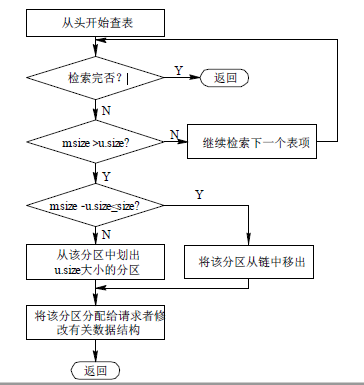 从头开始查表
检索完否？
Y
返回
N
m.size >u.size?
N
继续检索下一个表项
Y
m.size -u.size≤size?
Y
N
从该分区中划出
u.size大小的分区
将该分区从链中移出
将该分区分配给请求者修
改有关数据结构
返回